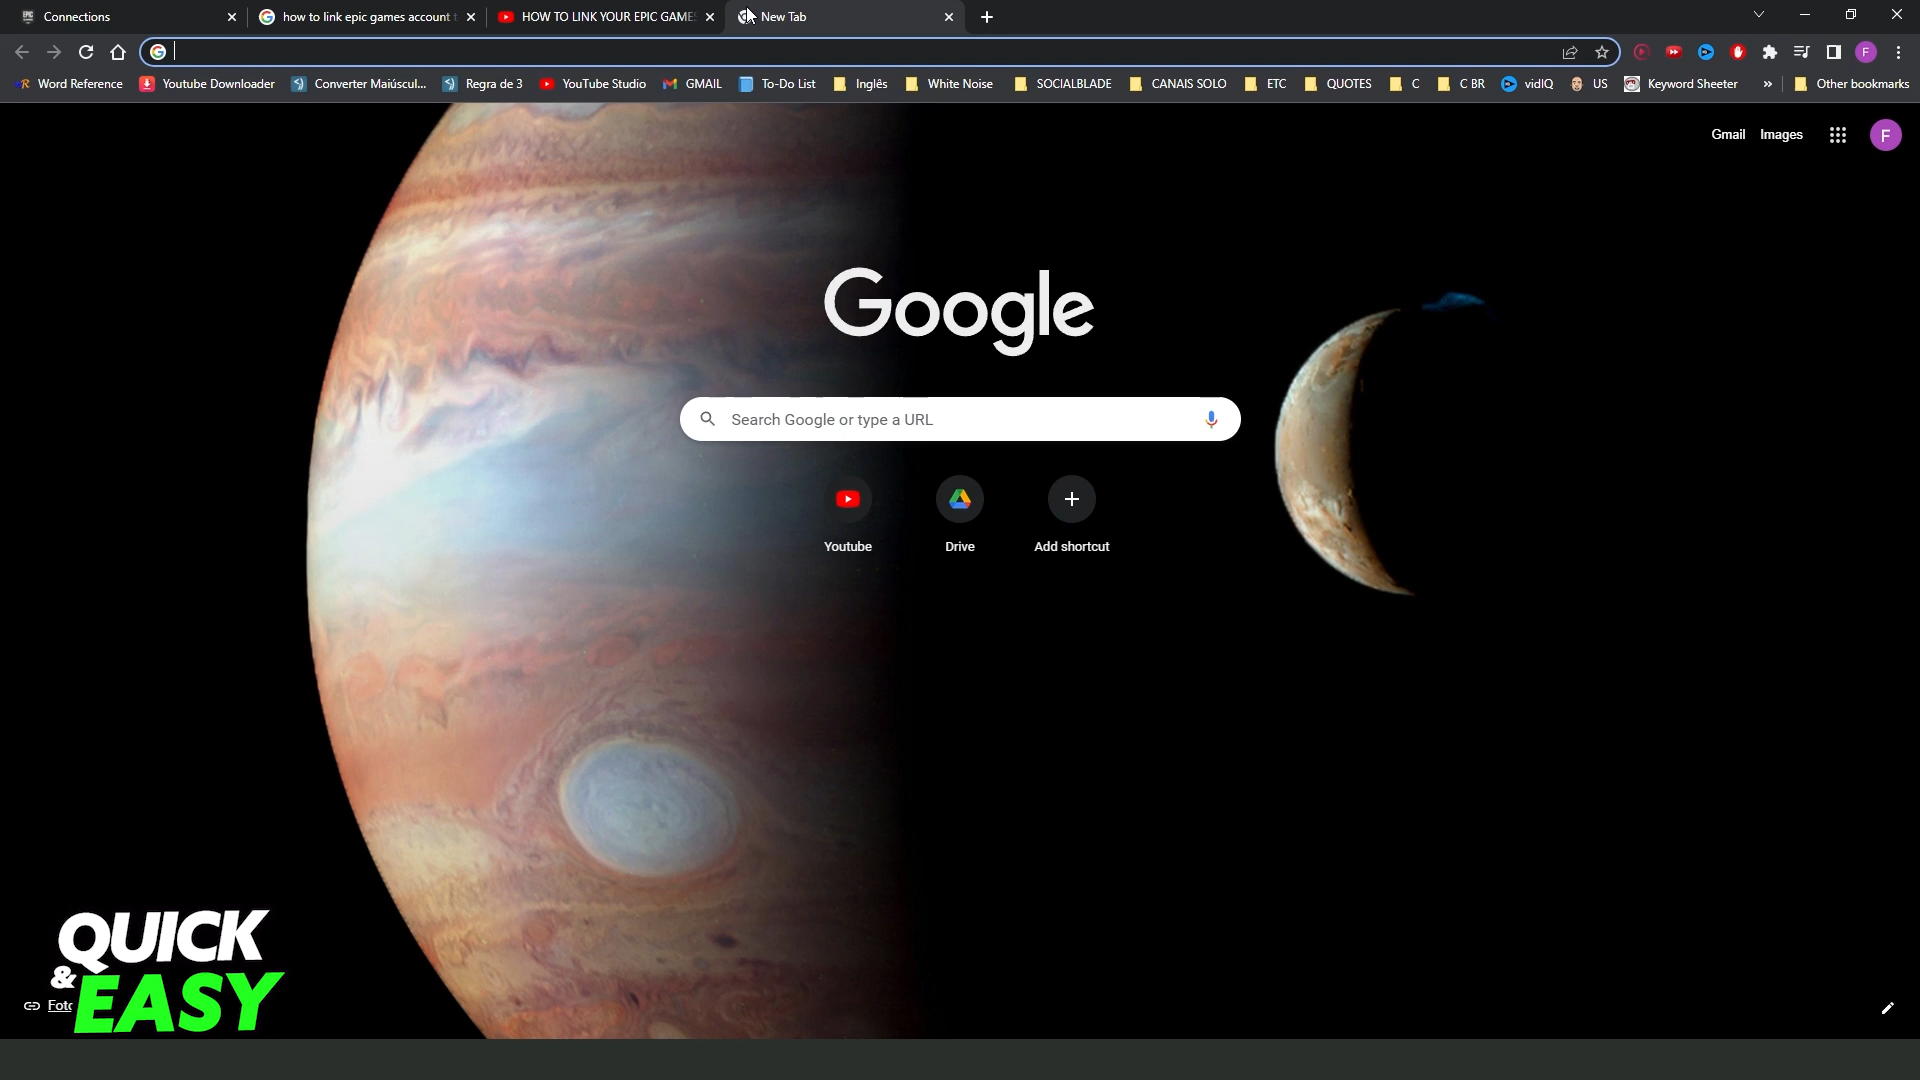 Connections
how to link epic games account t
HOW TO LINK YOUR EPIC GAMES
New Tab
Word Reference
Youtube Downloader
Converter Maiúscul...
Regra de 3
YouTube Studio
GMAIL
To-Do List
Inglês
White Noise
SOCIALBLADE
CANAIS SOLO
ETC
QUOTES
C
C BR
vidIQ
US
Keyword Sheeter
»
Other bookmarks
Gmail
Images
F
Google
Search Google or type a URL
Youtube
Drive
Add shortcut
QUICK
&EASY
Foto